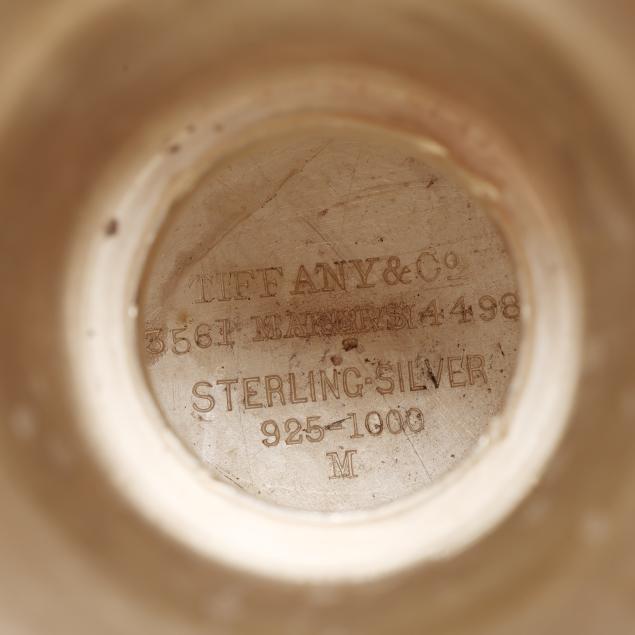 TIFFANY & Co
3561 MAKERS 4498
STERLING-SILVER
925-1000
M